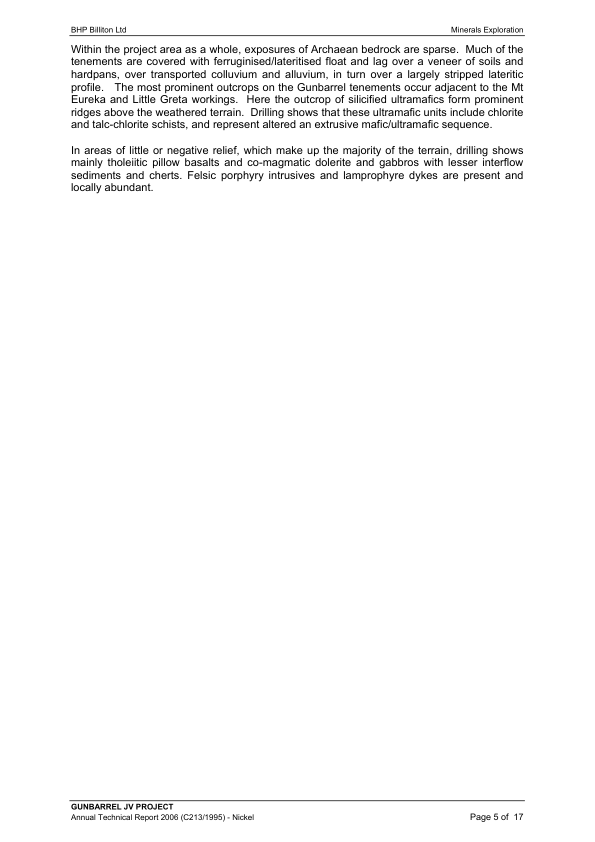 BHP Billiton Ltd Minerals Exploration
Within the project area as a whole, exposures of Archaean bedrock are sparse. Much of the
tenements are covered with ferruginised/lateritised float and lag over a veneer of soils and
hardpans, over transported colluvium and alluvium, in turn over a largely stripped lateritic
profile. The most prominent outcrops on the Gunbarrel tenements occur adjacent to the Mt
Eureka and Little Greta workings. Here the outcrop of silicified ultramafics form prominent
ridges above the weathered terrain. Drilling shows that these ultramafic units include chlorite
and talc-chlorite schists, and represent altered an extrusive mafic/ultramafic sequence.
In areas of little or negative relief, which make up the majority of the terrain, drilling shows
mainly tholeiitic pillow basalts and co-magmatic dolerite and gabbros with lesser interflow
sediments and cherts. Felsic porphyry intrusives and lamprophyre dykes are present and
locally abundant.
GUNBARREL JV PROJECT
Annual Technical Report 2006 (C213/1995) - Nickel Page 5 of 17